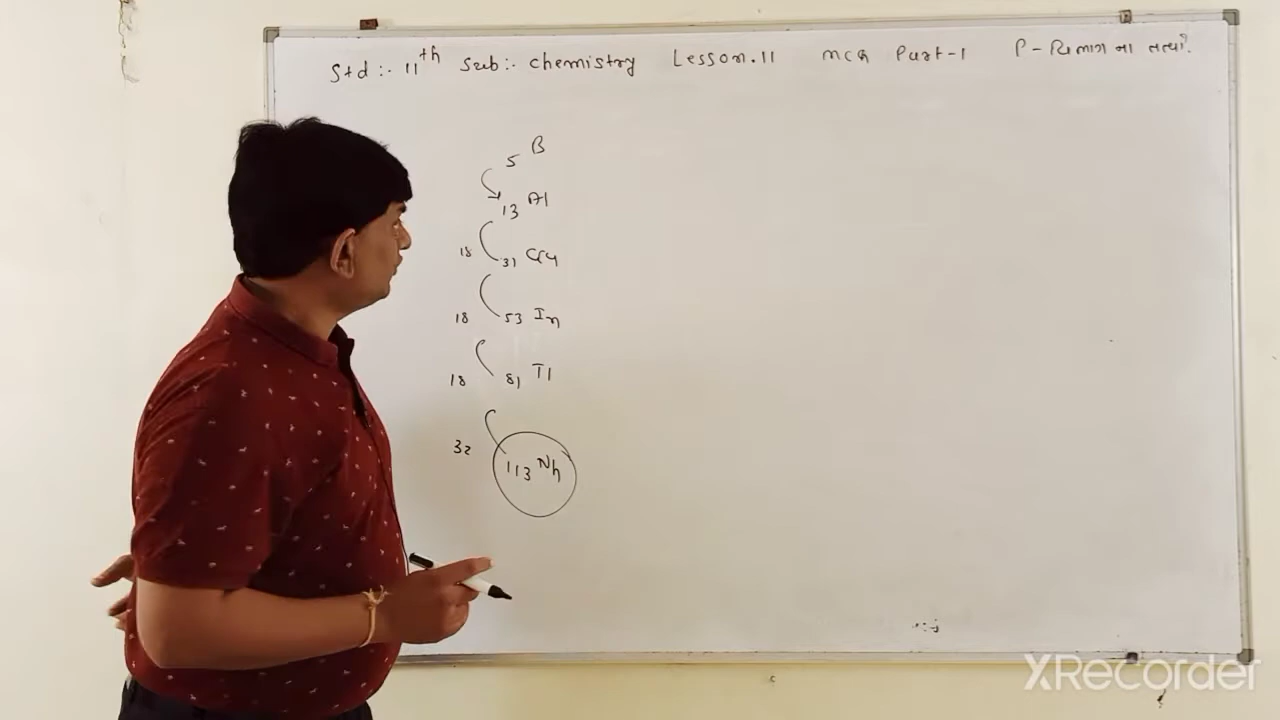 Std :- 11th Sub :- Chemistry Lesson.11 MCQ Part-1 P-વિભાગ ના તત્વો.
5 B
13 Al
18 31 Ga
18 53 In
18 81 Tl
32 113 Nh
XRecorder